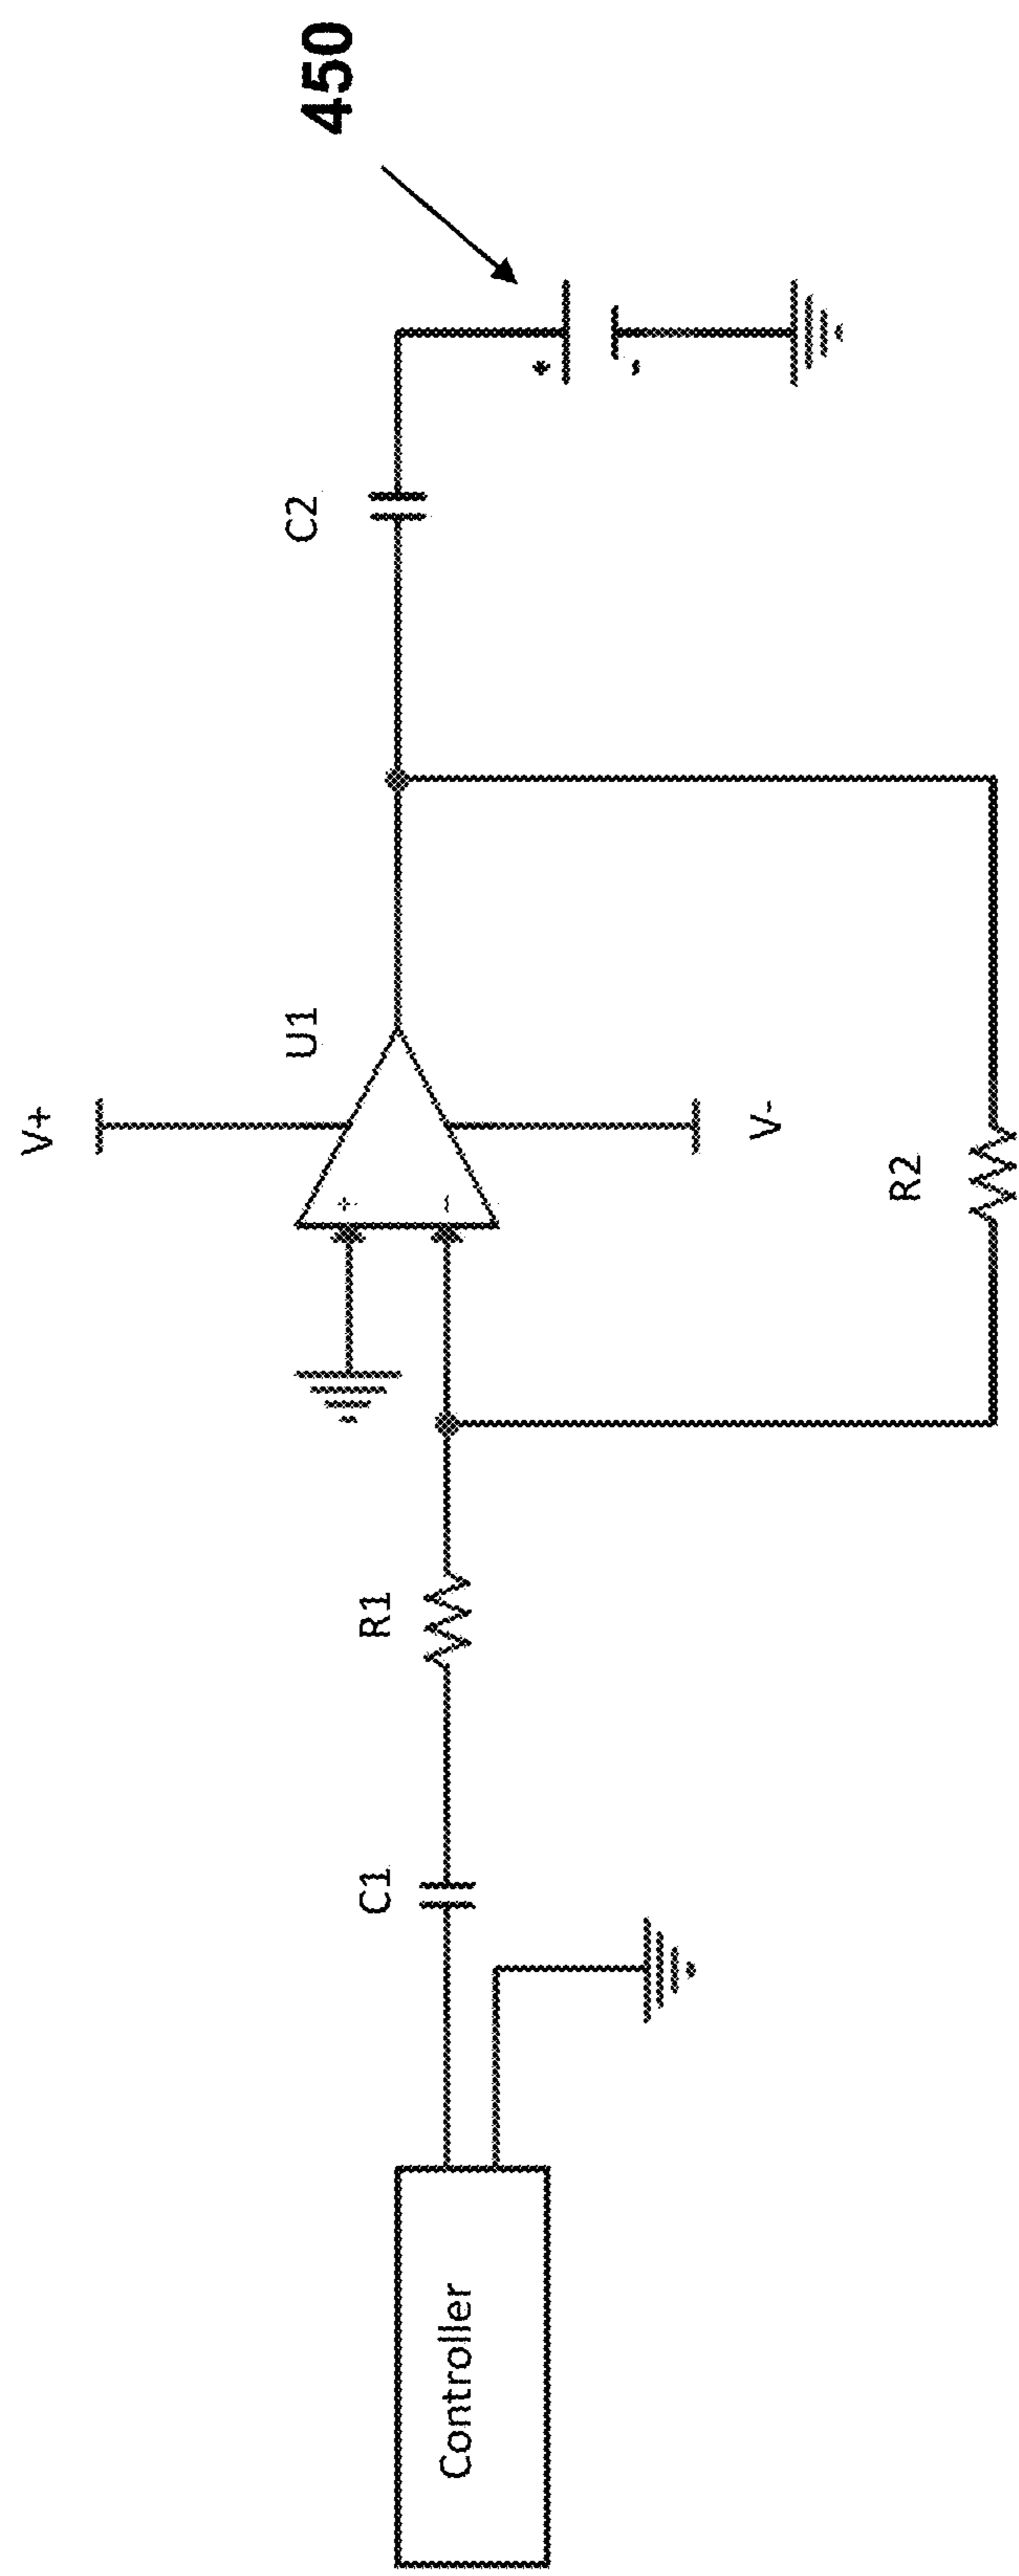 450
V+
U1
C2
+
-
+
-
V-
R2
R1
C1
Controller